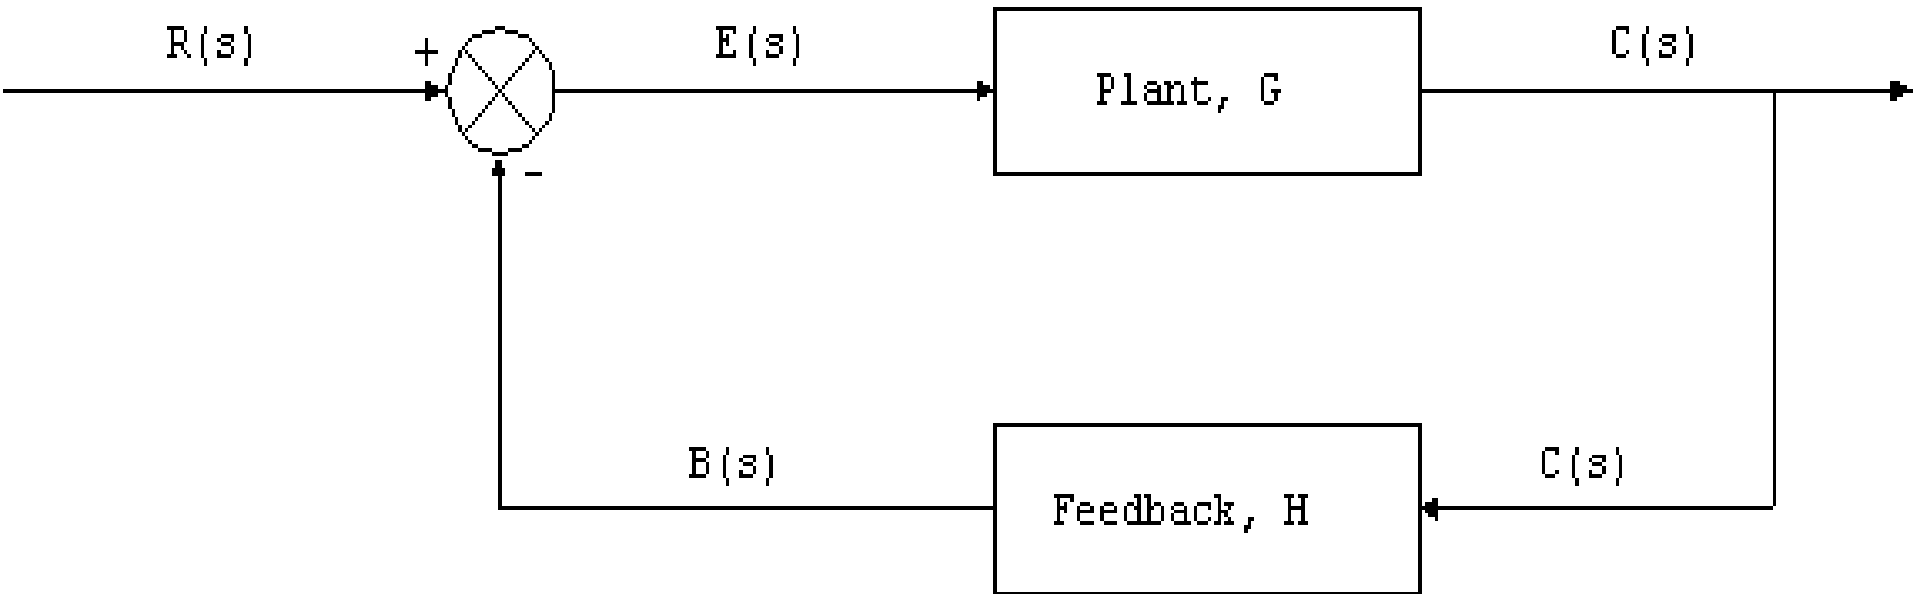 R(s)
+
E(s)
Plant, G
C(s)
-
B(s)
Feedback, H
C(s)